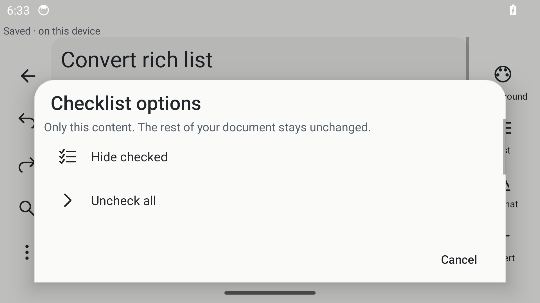 6:33
Saved · on this device
Convert rich list
Checklist options
Only this content. The rest of your document stays unchanged.
Hide checked
Uncheck all
Cancel